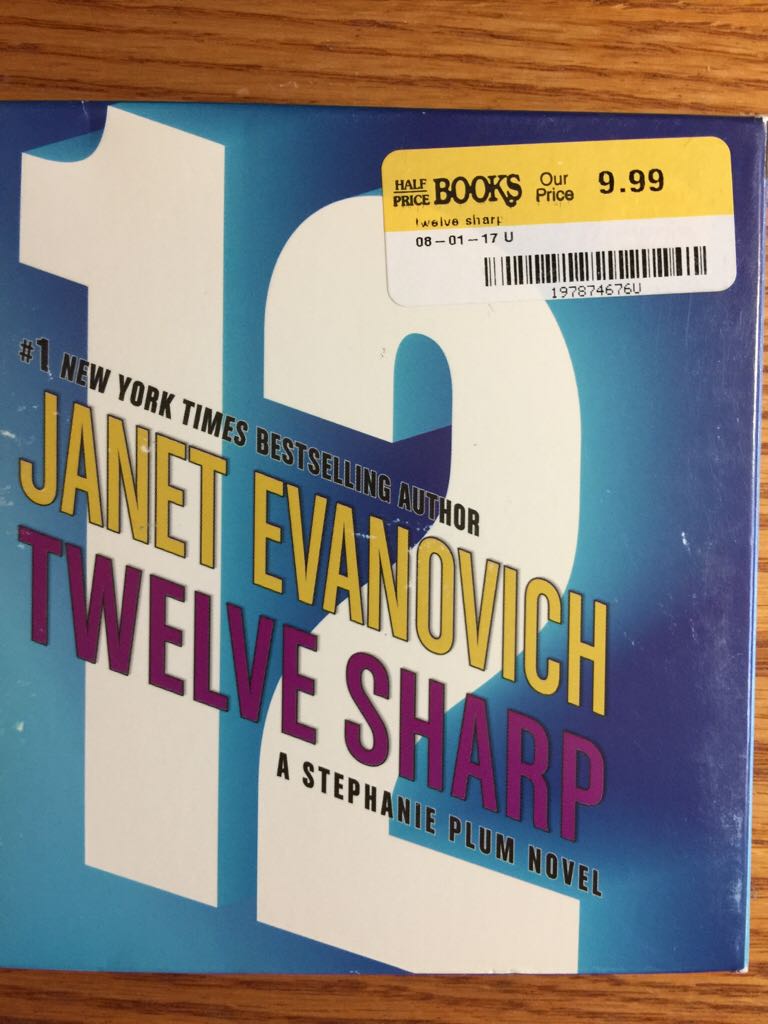 12
HALF PRICE BOOKS Our Price 9.99
twelve sharp
08-01-17 U
197874676U
#1 NEW YORK TIMES BESTSELLING AUTHOR
JANET EVANOVICH
TWELVE SHARP
A STEPHANIE PLUM NOVEL